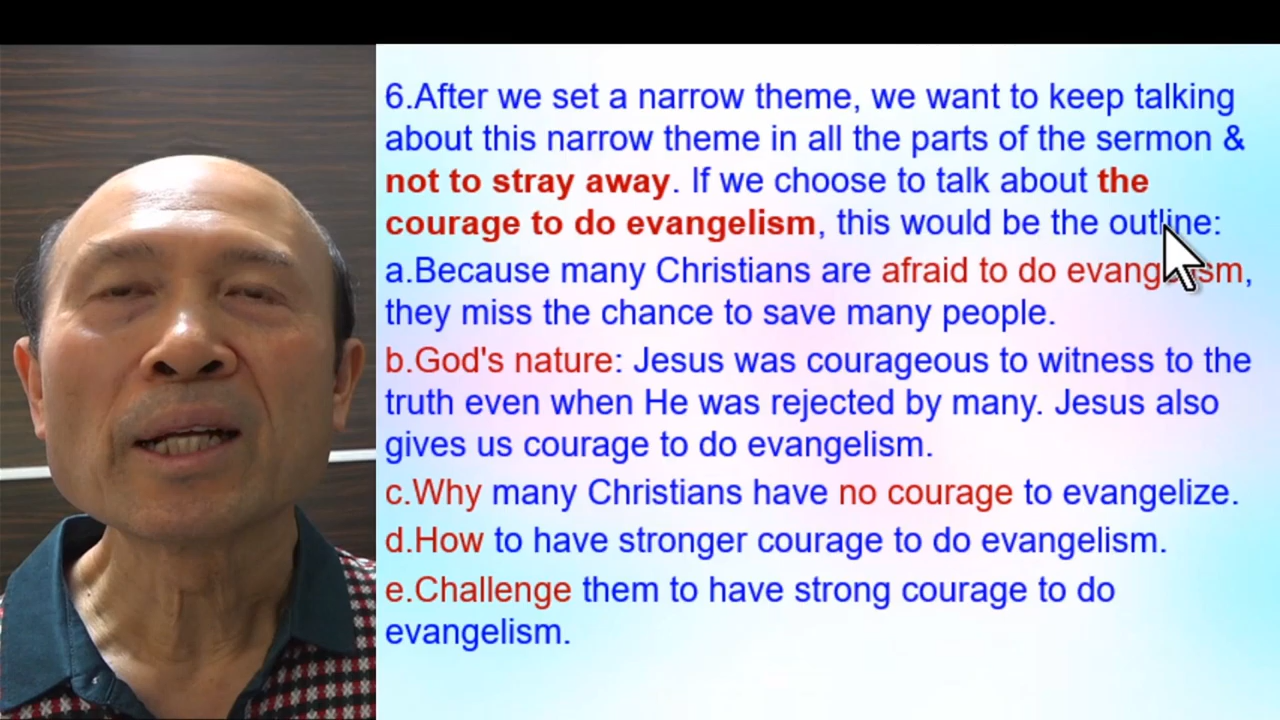 6.After we set a narrow theme, we want to keep talking
about this narrow theme in all the parts of the sermon &
not to stray away. If we choose to talk about the
courage to do evangelism, this would be the outline:
a.Because many Christians are afraid to do evangelism,
they miss the chance to save many people.
b.God's nature: Jesus was courageous to witness to the
truth even when He was rejected by many. Jesus also
gives us courage to do evangelism.
c.Why many Christians have no courage to evangelize.
d.How to have stronger courage to do evangelism.
e.Challenge them to have strong courage to do
evangelism.